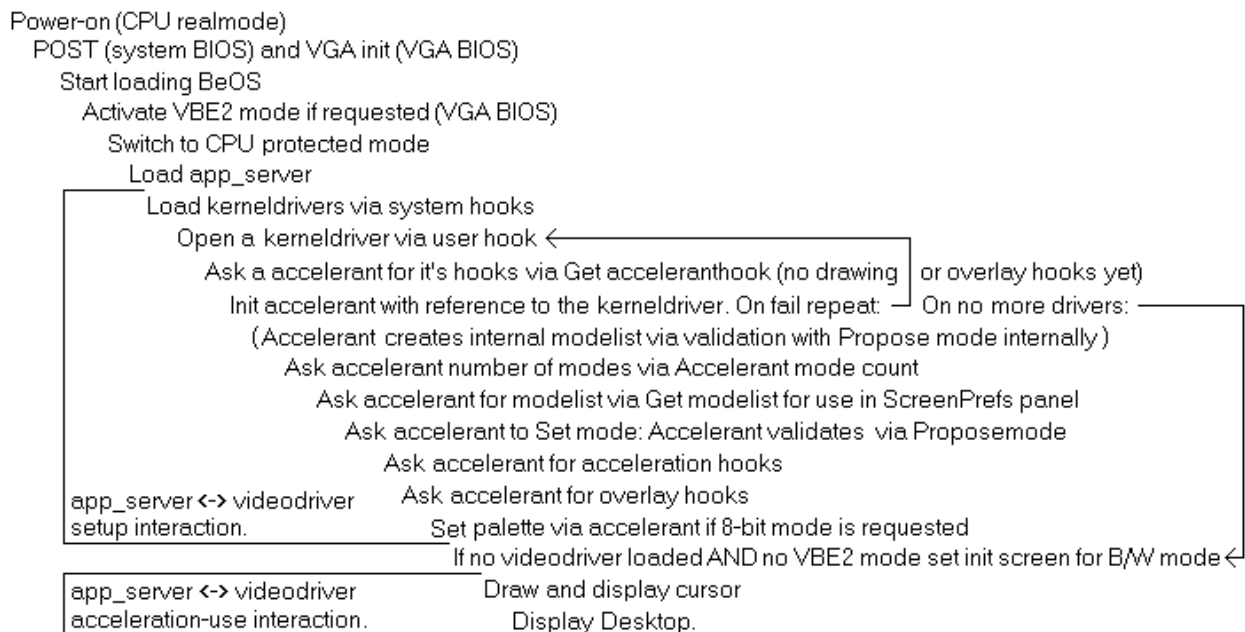 Power-on (CPU realmode)
POST (system BIOS) and VGA init (VGA BIOS)
Start loading BeOS
Activate VBE2 mode if requested (VGA BIOS)
Switch to CPU protected mode
Load app_server
Load kerneldrivers via system hooks
Open a kerneldriver via user hook
Ask a accelerant for it's hooks via Get acceleranthook (no drawing or overlay hooks yet)
Init accelerant with reference to the kerneldriver. On fail repeat: On no more drivers:
(Accelerant creates internal modelist via validation with Propose mode internally)
Ask accelerant number of modes via Accelerant mode count
Ask accelerant for modelist via Get modelist for use in ScreenPrefs panel
Ask accelerant to Set mode: Accelerant validates via Proposemode
Ask accelerant for acceleration hooks
Ask accelerant for overlay hooks
app_server <-> videodriver
setup interaction.
Set palette via accelerant if 8-bit mode is requested
If no videodriver loaded AND no VBE2 mode set init screen for B/W mode
app_server <-> videodriver
acceleration-use interaction.
Draw and display cursor
Display Desktop.